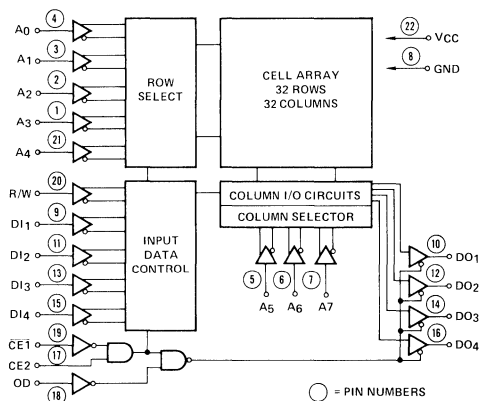 ④
A0
③
A1
②
A2
①
A3
㉑
A4
ROW
SELECT
CELL ARRAY
32 ROWS
32 COLUMNS
㉒
VCC
⑧
GND
⑳
R/W
⑨
DI1
⑪
DI2
⑬
DI3
⑮
DI4
INPUT
DATA
CONTROL
COLUMN I/O CIRCUITS
COLUMN SELECTOR
⑤ ⑥ ⑦
A5 A6 A7
⑩
DO1
⑫
DO2
⑭
DO3
⑯
DO4
⑲
CE1
⑰
CE2
OD
⑱
◯ = PIN NUMBERS